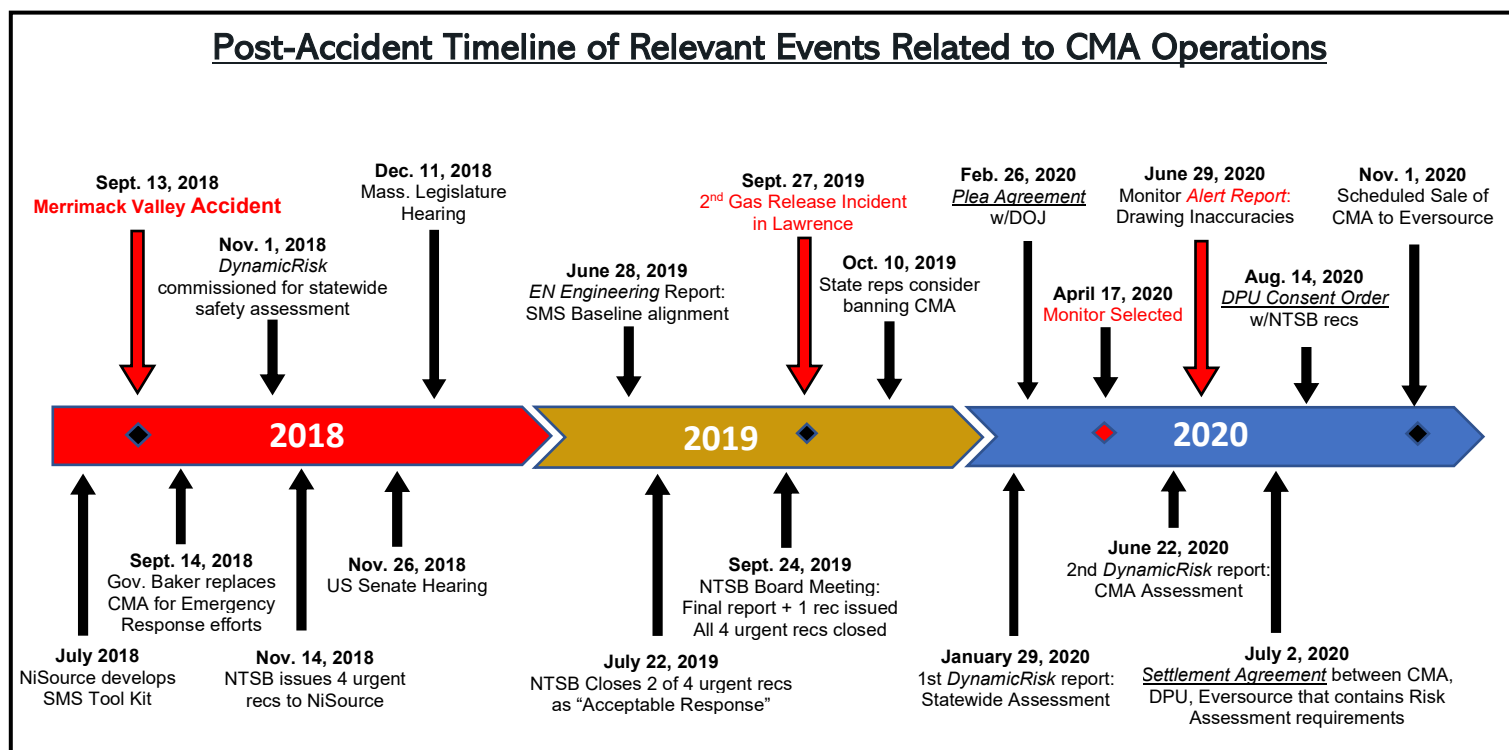 Post-Accident Timeline of Relevant Events Related to CMA Operations
Sept. 13, 2018
Merrimack Valley Accident
Nov. 1, 2018
DynamicRisk
commissioned for statewide
safety assessment
Dec. 11, 2018
Mass. Legislature
Hearing
June 28, 2019
EN Engineering Report:
SMS Baseline alignment
Sept. 27, 2019
2nd Gas Release Incident
in Lawrence
Oct. 10, 2019
State reps consider
banning CMA
Feb. 26, 2020
Plea Agreement
w/DOJ
April 17, 2020
Monitor Selected
June 29, 2020
Monitor Alert Report:
Drawing Inaccuracies
Aug. 14, 2020
DPU Consent Order
w/NTSB recs
Nov. 1, 2020
Scheduled Sale of
CMA to Eversource
2018
2019
2020
July 2018
NiSource develops
SMS Tool Kit
Sept. 14, 2018
Gov. Baker replaces
CMA for Emergency
Response efforts
Nov. 14, 2018
NTSB issues 4 urgent
recs to NiSource
Nov. 26, 2018
US Senate Hearing
July 22, 2019
NTSB Closes 2 of 4 urgent recs
as “Acceptable Response”
Sept. 24, 2019
NTSB Board Meeting:
Final report + 1 rec issued
All 4 urgent recs closed
January 29, 2020
1st DynamicRisk report:
Statewide Assessment
June 22, 2020
2nd DynamicRisk report:
CMA Assessment
July 2, 2020
Settlement Agreement between CMA,
DPU, Eversource that contains Risk
Assessment requirements